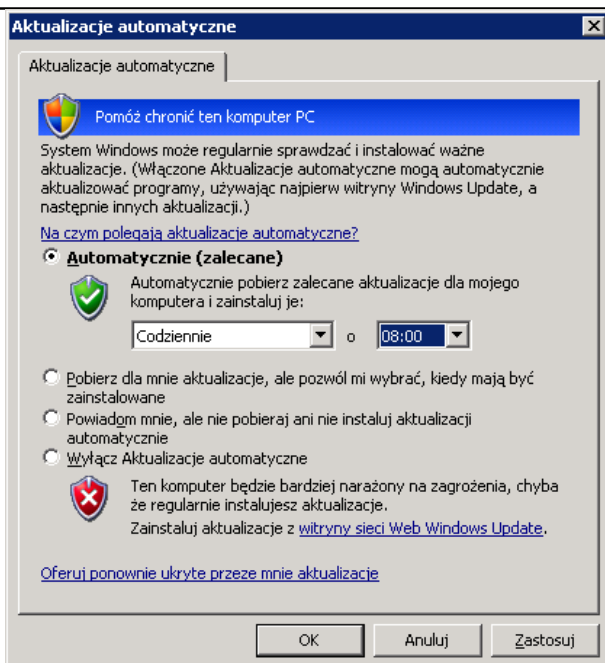 Aktualizacje automatyczne
Aktualizacje automatyczne
Pomóż chronić ten komputer PC
System Windows może regularnie sprawdzać i instalować ważne
aktualizacje. (Włączone Aktualizacje automatyczne mogą automatycznie
aktualizować programy, używając najpierw witryny Windows Update, a
następnie innych aktualizacji.)
Na czym polegają aktualizacje automatyczne?
Automatycznie (zalecane)
Automatycznie pobierz zalecane aktualizacje dla mojego
komputera i zainstaluj je:
Codziennie o 08:00
Pobierz dla mnie aktualizacje, ale pozwól mi wybrać, kiedy mają być
zainstalowane
Powiadom mnie, ale nie pobieraj ani nie instaluj aktualizacji
automatycznie
Wyłącz Aktualizacje automatyczne
Ten komputer będzie bardziej narażony na zagrożenia, chyba
że regularnie instalujesz aktualizacje.
Zainstaluj aktualizacje z witryny sieci Web Windows Update.
Oferuj ponownie ukryte przeze mnie aktualizacje
OK Anuluj Zastosuj